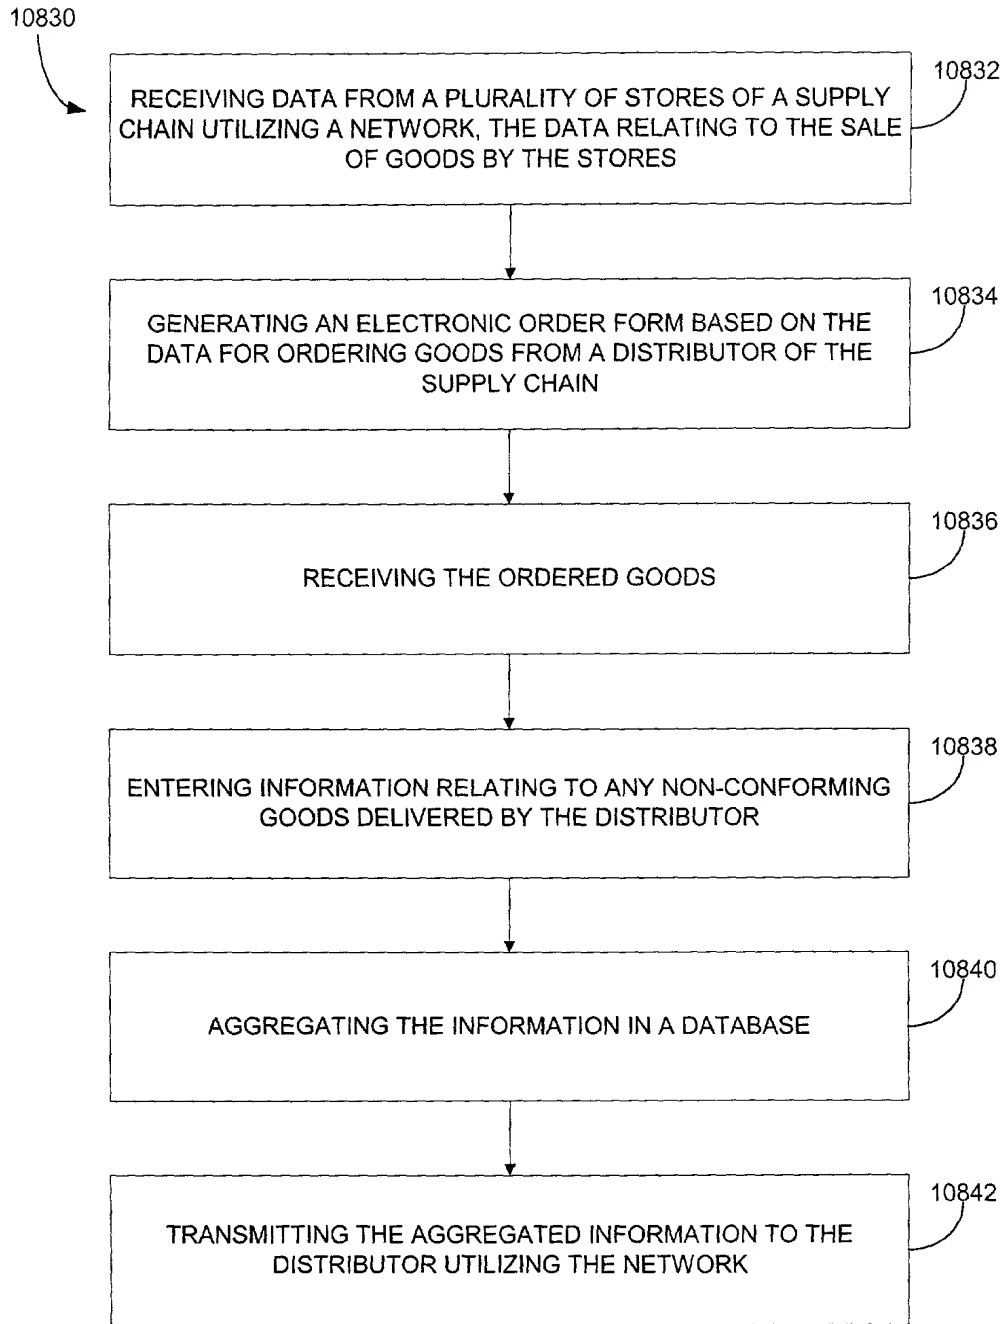 10830
10832
RECEIVING DATA FROM A PLURALITY OF STORES OF A SUPPLY
CHAIN UTILIZING A NETWORK, THE DATA RELATING TO THE SALE
OF GOODS BY THE STORES
10834
GENERATING AN ELECTRONIC ORDER FORM BASED ON THE
DATA FOR ORDERING GOODS FROM A DISTRIBUTOR OF THE
SUPPLY CHAIN
10836
RECEIVING THE ORDERED GOODS
10838
ENTERING INFORMATION RELATING TO ANY NON-CONFORMING
GOODS DELIVERED BY THE DISTRIBUTOR
10840
AGGREGATING THE INFORMATION IN A DATABASE
10842
TRANSMITTING THE AGGREGATED INFORMATION TO THE
DISTRIBUTOR UTILIZING THE NETWORK